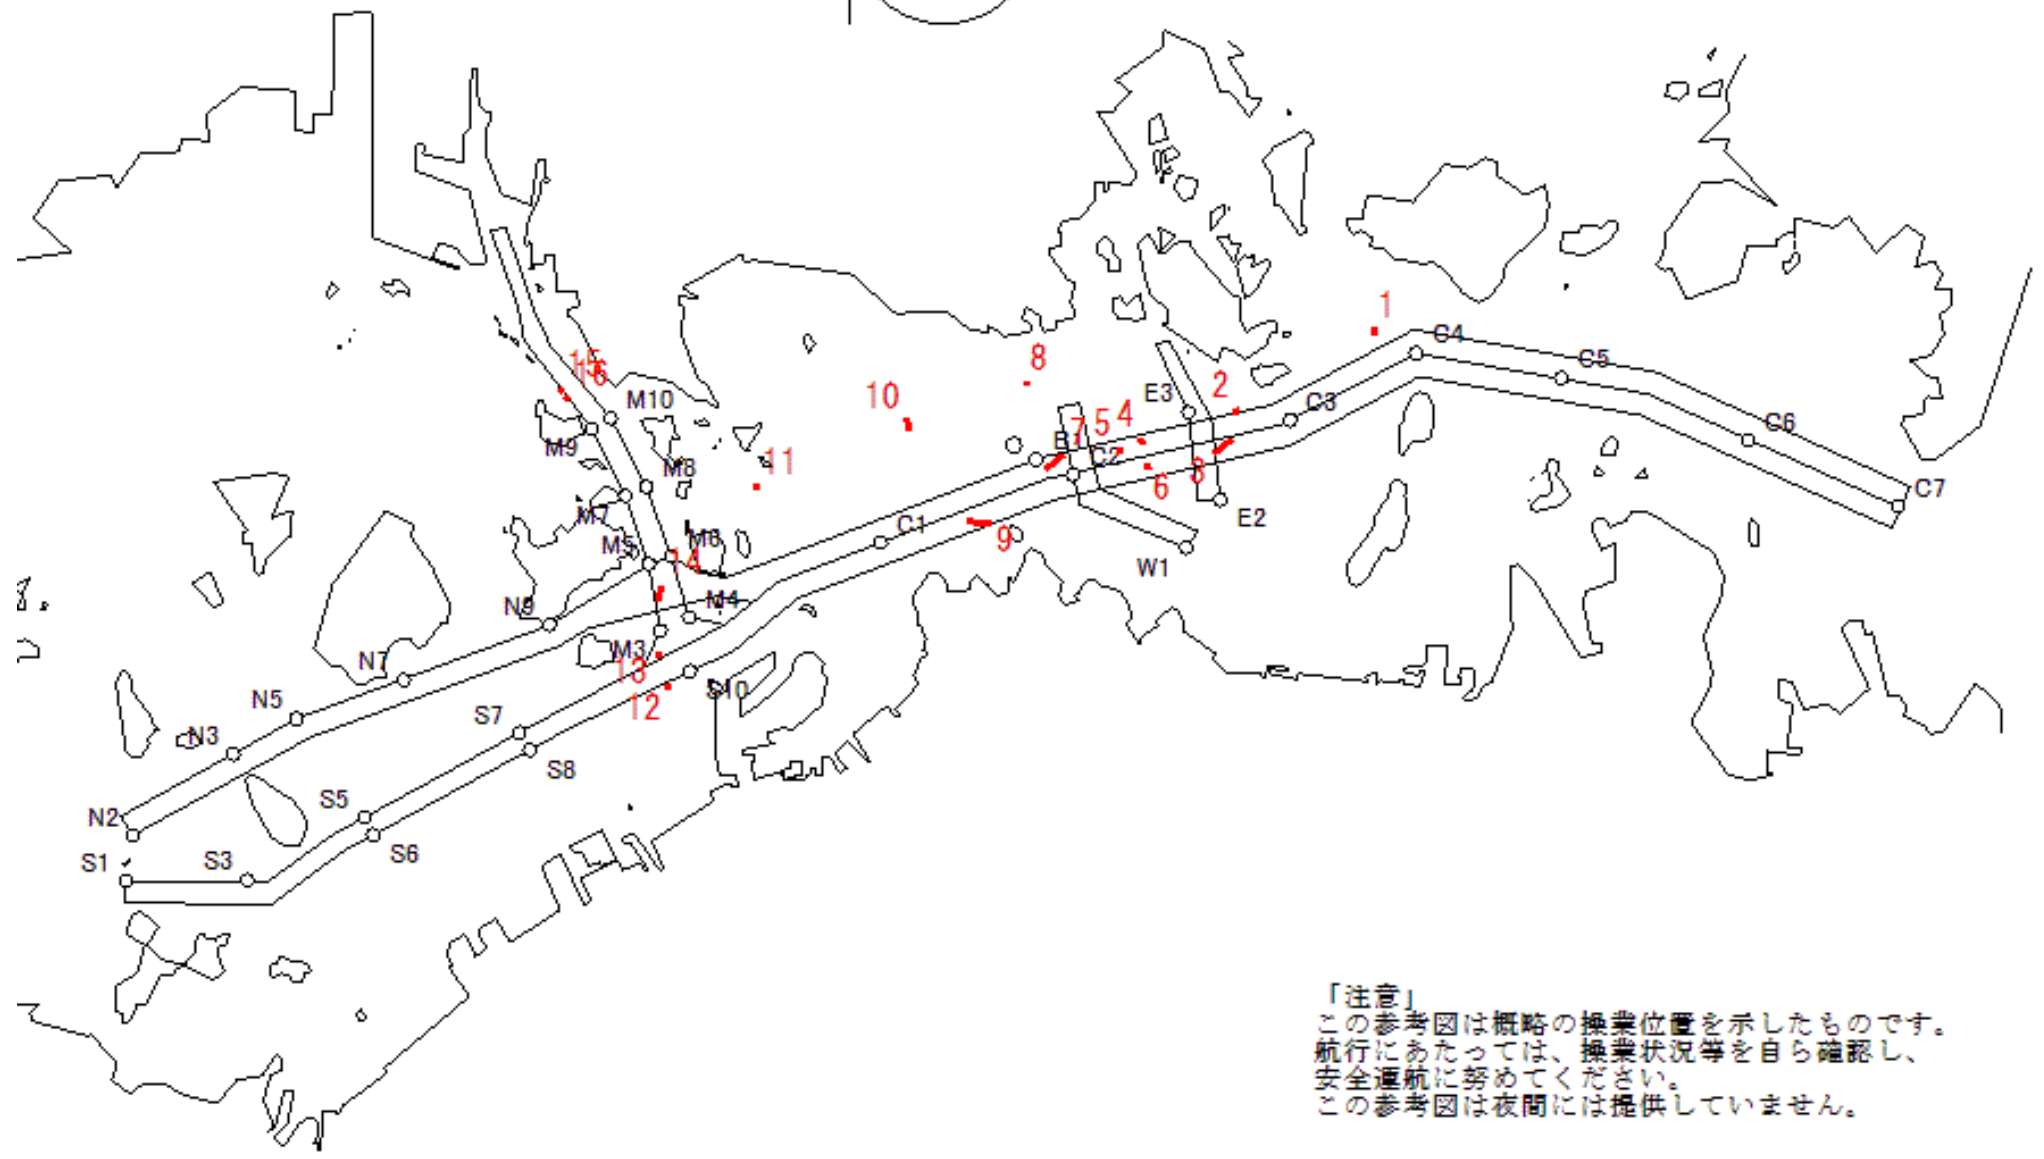 1
C4
8
C5
15
16
2
10
M10
E3
C3
4
5
7
C6
M9
B1
C2
11
M8
3
6
C7
M7
E2
C1
M6
M5
9
14
W1
N9
M4
M3
N7
13
S10
N5
12
S7
N3
S8
S5
N2
S6
S1
S3
「注意」
この参考図は概略の操業位置を示したものです。
航行にあたっては、操業状況等を自ら確認し、
安全運航に努めてください。
この参考図は夜間には提供していません。